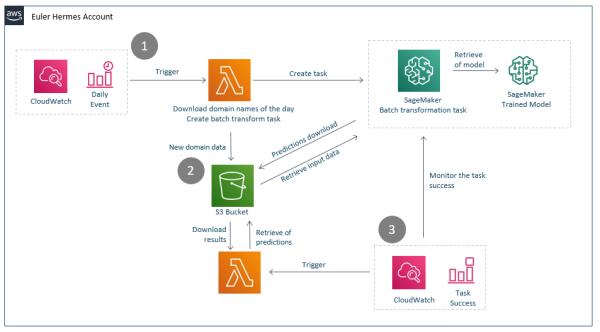 aws
Euler Hermes Account
1
CloudWatch
Daily
Event
Trigger
Download domain names of the day
Create batch transform task
Create task
SageMaker
Batch transformation task
Retrieve
of model
SageMaker
Trained Model
New domain data
Predictions download
Retrieve input data
2
S3 Bucket
Monitor the task
success
Download
results
Retrieve of
predictions
3
Trigger
CloudWatch
Task
Success